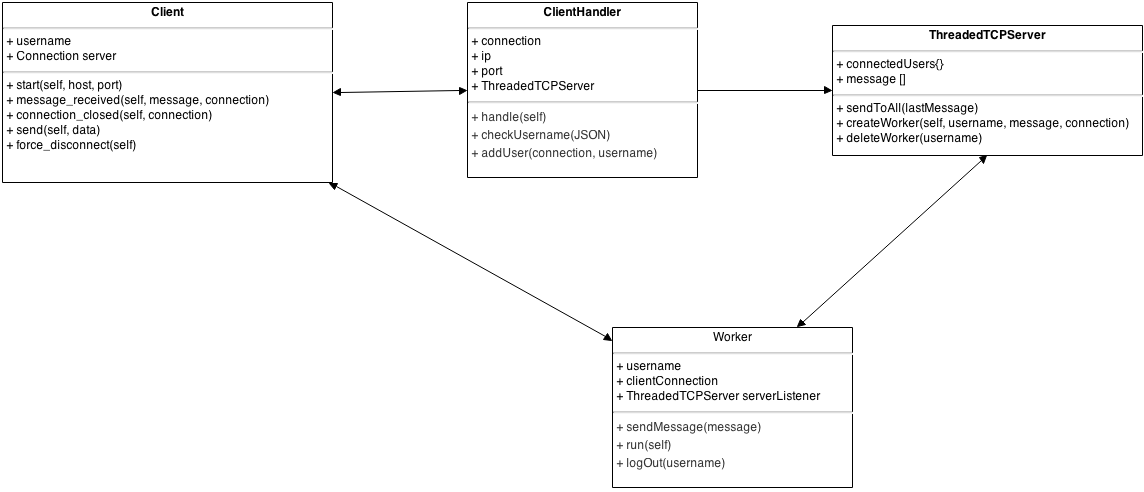 Client
+ username
+ Connection server
+ start(self, host, port)
+ message_received(self, message, connection)
+ connection_closed(self, connection)
+ send(self, data)
+ force_disconnect(self)
ClientHandler
+ connection
+ ip
+ port
+ ThreadedTCPServer
+ handle(self)
+ checkUsername(JSON)
+ addUser(connection, username)
ThreadedTCPServer
+ connectedUsers{}
+ message []
+ sendToAll(lastMessage)
+ createWorker(self, username, message, connection)
+ deleteWorker(username)
Worker
+ username
+ clientConnection
+ ThreadedTCPServer serverListener
+ sendMessage(message)
+ run(self)
+ logOut(username)